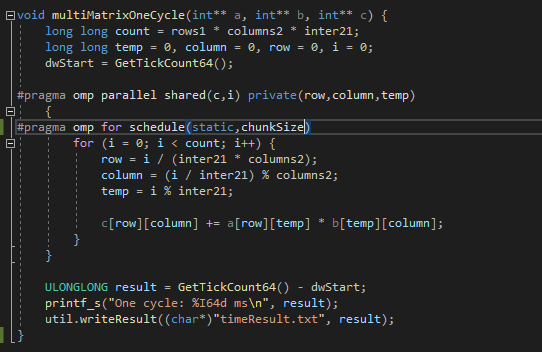 void multiMatrixOneCycle(int** a, int** b, int** c) {
long long count = rows1 * columns2 * inter21;
long long temp = 0, column = 0, row = 0, i = 0;
dwStart = GetTickCount64();
#pragma omp parallel shared(c,i) private(row,column,temp)
{
#pragma omp for schedule(static,chunkSize)
for (i = 0; i < count; i++) {
row = i / (inter21 * columns2);
column = (i / inter21) % columns2;
temp = i % inter21;
c[row][column] += a[row][temp] * b[temp][column];
}
}
ULONGLONG result = GetTickCount64() - dwStart;
printf_s("One cycle: %I64d ms\n", result);
util.writeResult((char*)"timeResult.txt", result);
}